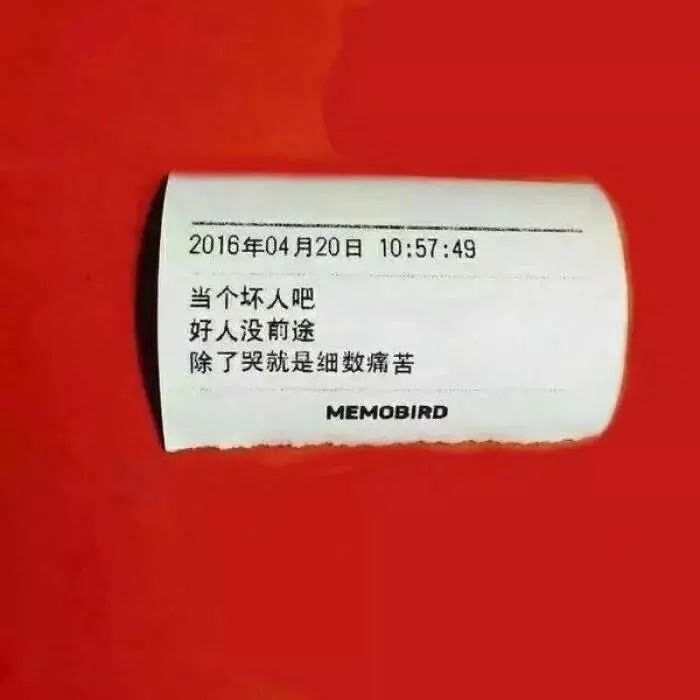 2016年04月20日 10:57:49
当个坏人吧
好人没前途
除了哭就是细数痛苦
MEMOBIRD